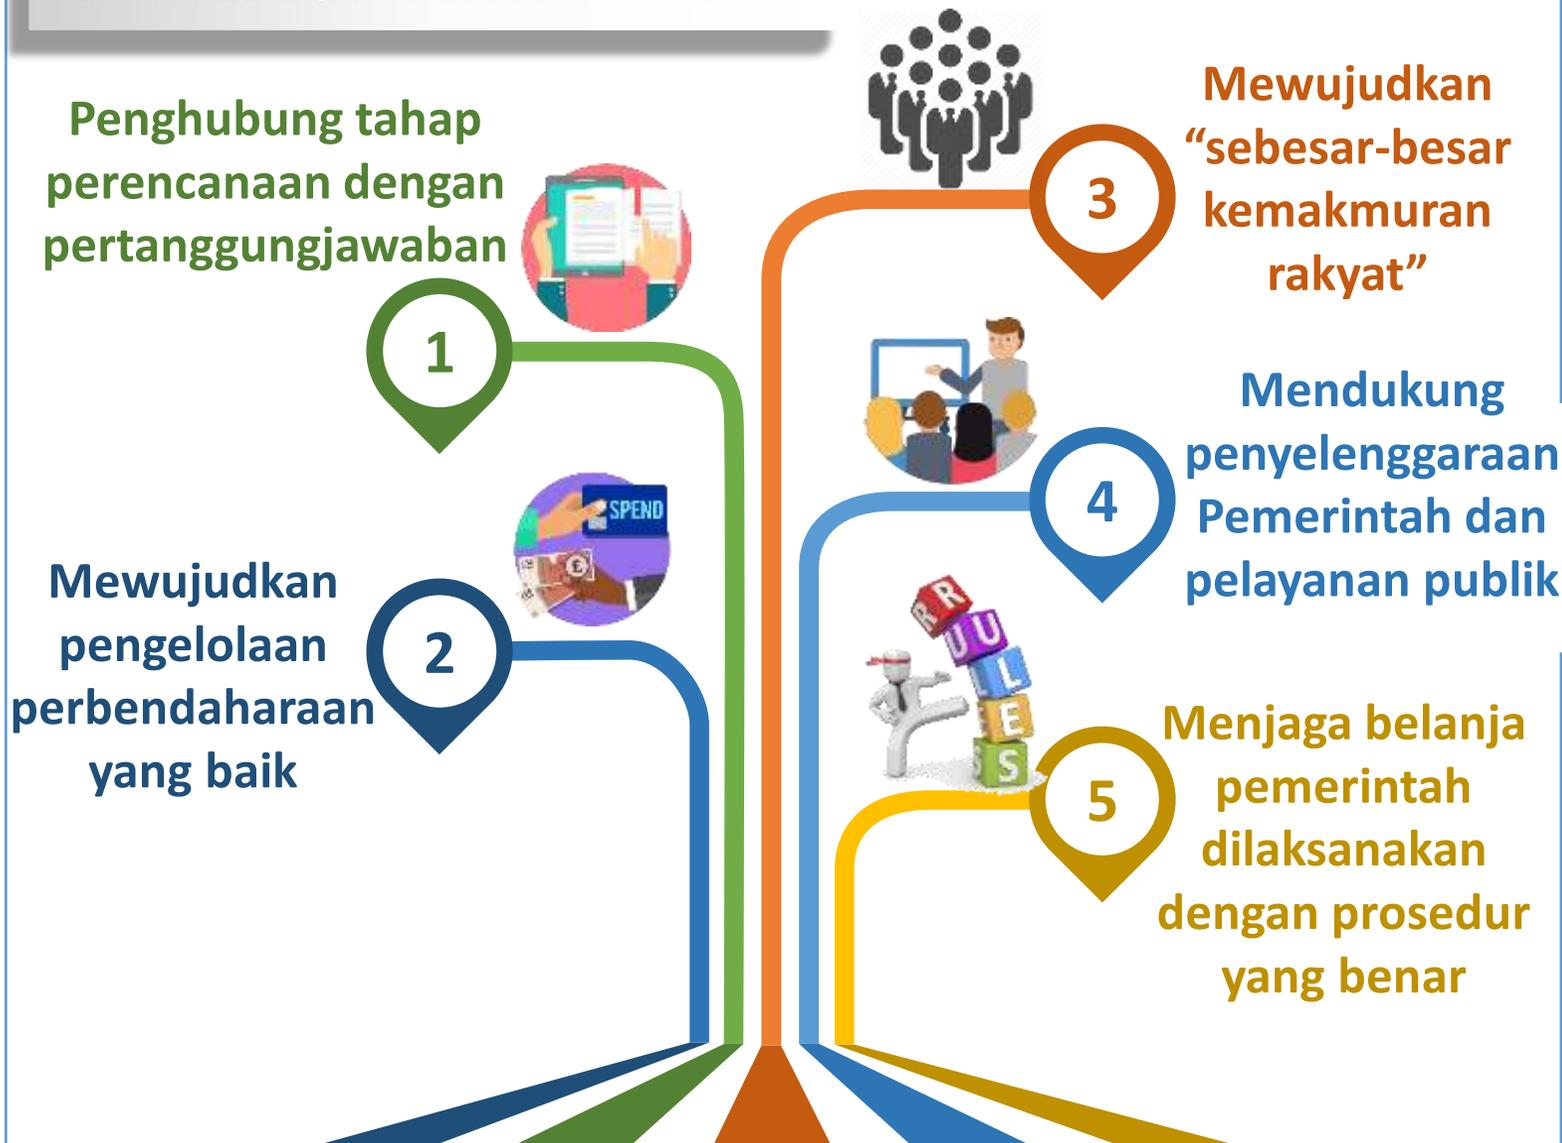 Penghubung tahap
perencanaan dengan
pertanggungjawaban
1
SPEND
£
Mewujudkan
pengelolaan
perbendaharaan
yang baik
2
3
Mewujudkan
“sebesar-besar
kemakmuran
rakyat”
4
Mendukung
penyelenggaraan
Pemerintah dan
pelayanan publik
R
U
L
E
S
5
Menjaga belanja
pemerintah
dilaksanakan
dengan prosedur
yang benar